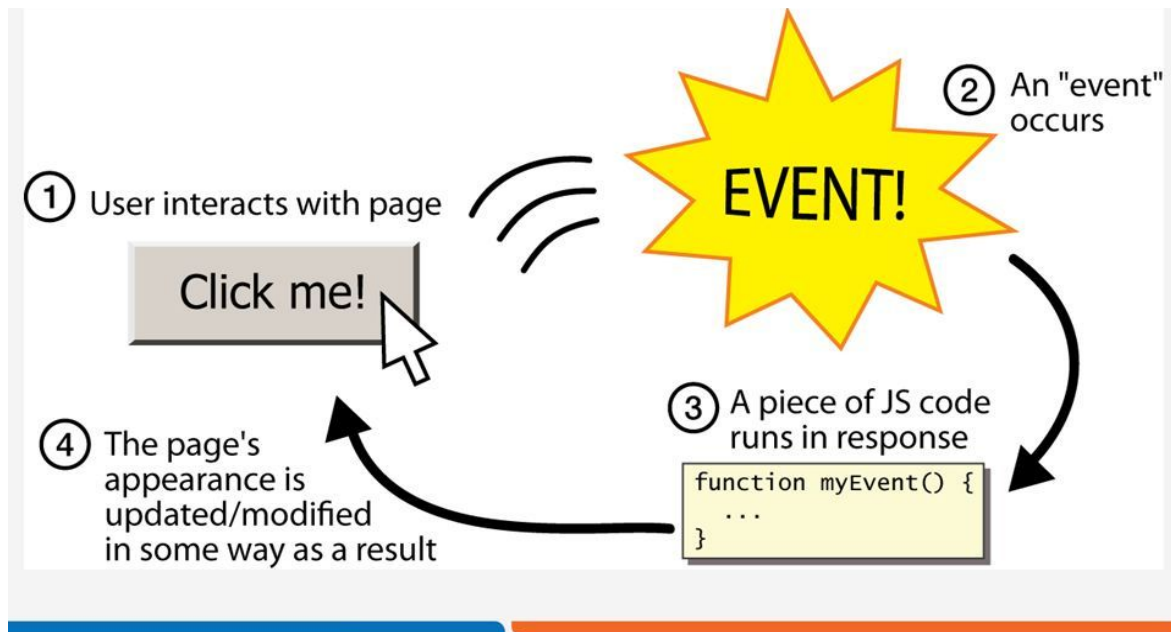 1 User interacts with page
Click me!
EVENT!
2 An "event"
occurs
3 A piece of JS code
runs in response
function myEvent() {
...
}
4 The page's
appearance is
updated/modified
in some way as a result